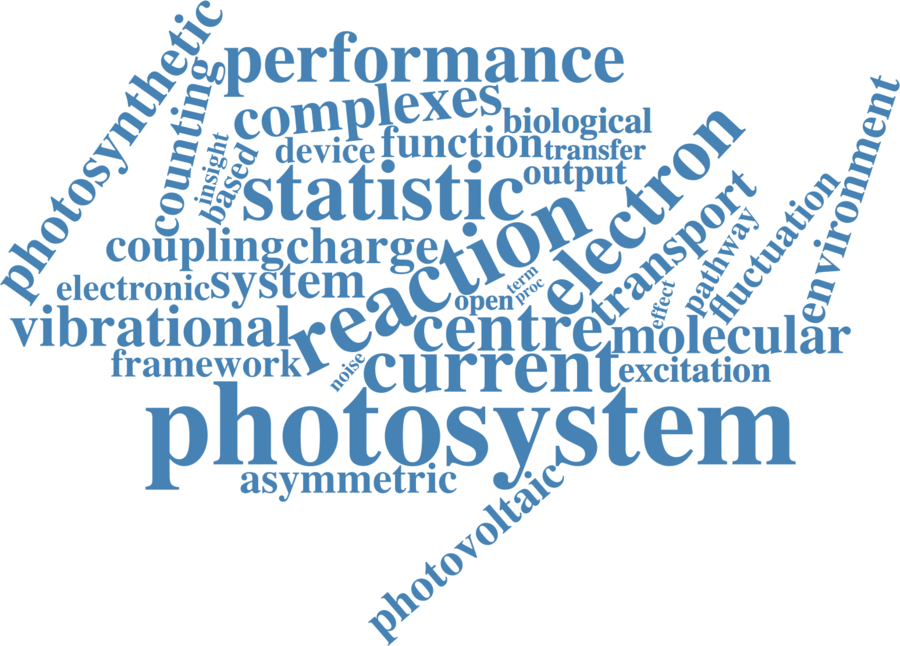 photosynthetic
performance
counting
complexes
biological
insight
based
device
function
transfer
output
electron
environment
statistic
reaction
transport
fluctuation
pathway
coupling
charge
electronic
system
term
proc
open
effect
vibrational
centre
molecular
framework
noise
current
excitation
photosystem
asymmetric
photovoltaic